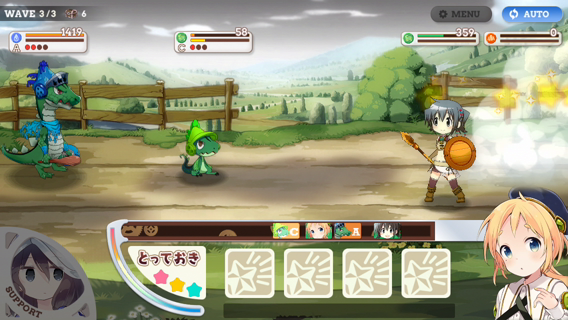 WAVE 3/3 6
MENU
AUTO
1419
A
58
C
359
0
C A
とっておき
SUPPORT